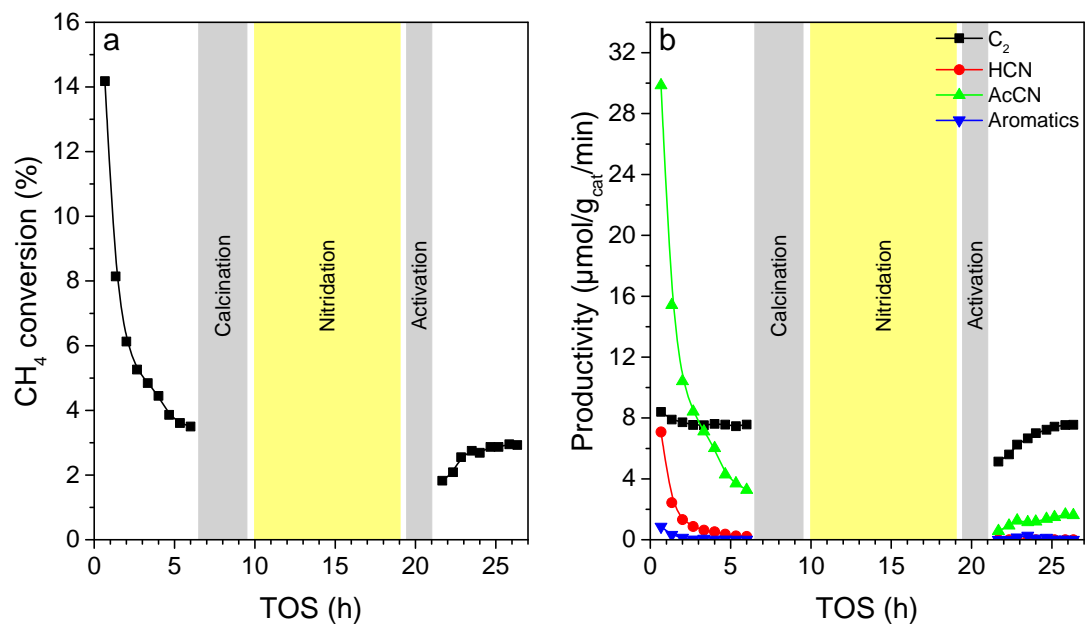 a
16
14
12
10
8
6
4
2
0
CH₄ conversion (%)
Calcination
Nitridation
Activation
0 5 10 15 20 25
TOS (h)
b
C₂
HCN
AcCN
Aromatics
32
28
24
20
16
12
8
4
0
Productivity (μmol/g_cat/min)
Calcination
Nitridation
Activation
0 5 10 15 20 25
TOS (h)